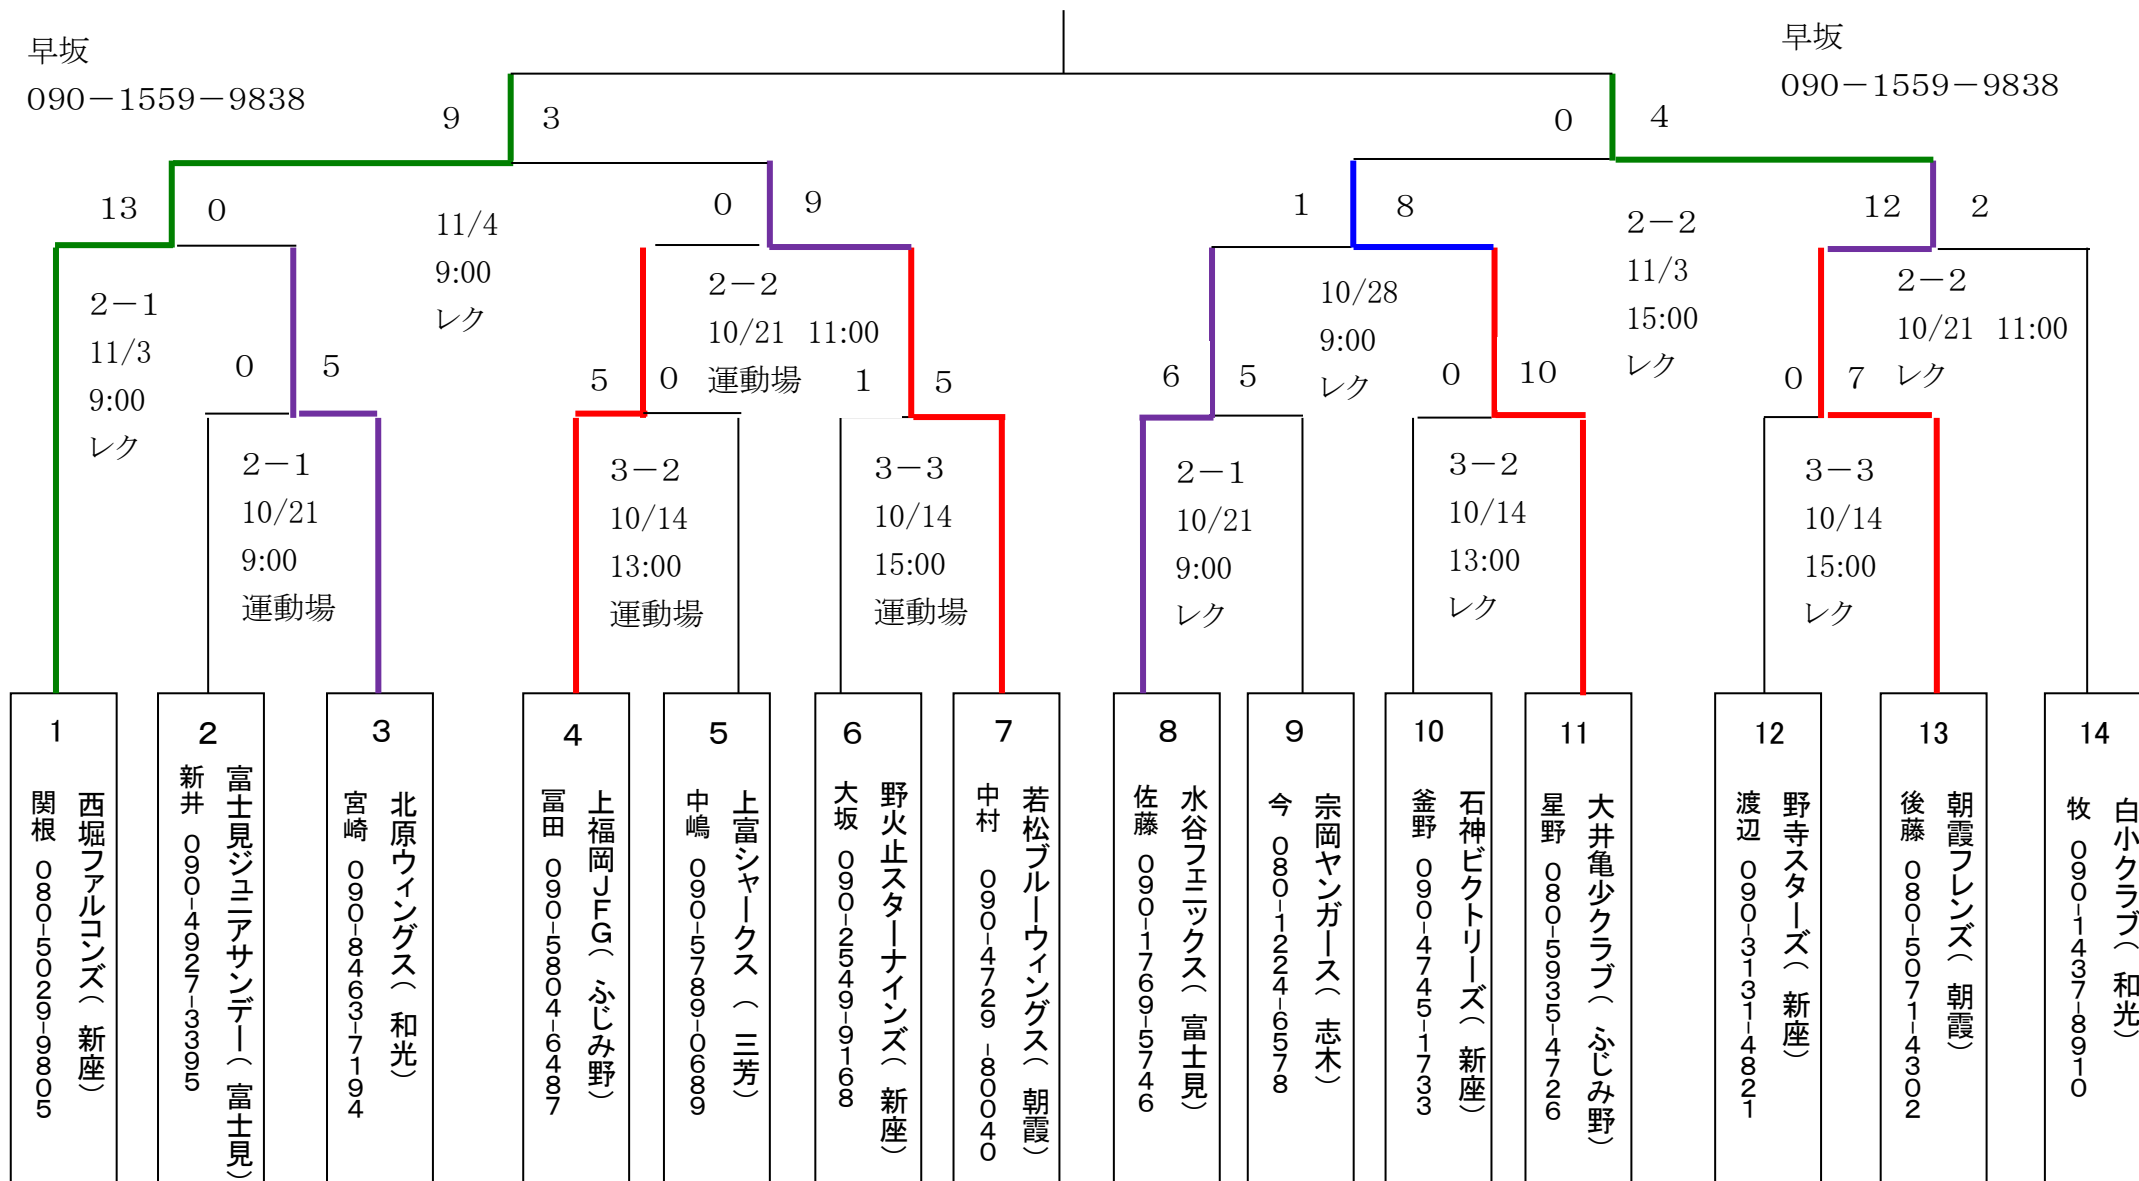 早坂
090－1559－9838
早坂
090－1559－9838
9 3
0 4
13 0
0 9
1 8
12 2
11/4
9:00
レク
2－1
11/3
9:00
レク
2－2
10/21 11:00
運動場
10/28
9:00
レク
2－2
11/3
15:00
レク
2－2
10/21 11:00
レク
0 5
5 0
1 5
6 5
0 10
0 7
2－1
10/21
9:00
運動場
3－2
10/14
13:00
運動場
3－3
10/14
15:00
運動場
2－1
10/21
9:00
レク
3－2
10/14
13:00
レク
3－3
10/14
15:00
レク
1
西堀ファルコンズ（新座）
関根 080-5029-9805
2
富士見ジュニアサンデー（富士見）
新井 090-4927-3395
3
北原ウィングス（和光）
宮崎 090-8463-7194
4
上福岡JFG（ふじみ野）
冨田 090-5804-6487
5
上富シャークス（三芳）
中嶋 090-5789-0689
6
野火止スターナインズ（新座）
大坂 090-2549-9168
7
若松ブルーウィングス（朝霞）
中村 090-4729-80040
8
水谷フェニックス（富士見）
佐藤 090-1769-5746
9
宗岡ヤンガース（志木）
今 080-1224-6578
10
石神ビクトリーズ（新座）
釜野 090-4745-1733
11
大井亀少クラブ（ふじみ野）
星野 080-5935-4726
12
野寺スターズ（新座）
渡辺 090-3131-4821
13
朝霞フレンズ（朝霞）
後藤 080-5071-4302
14
白小クラブ（和光）
牧 090-1437-8910